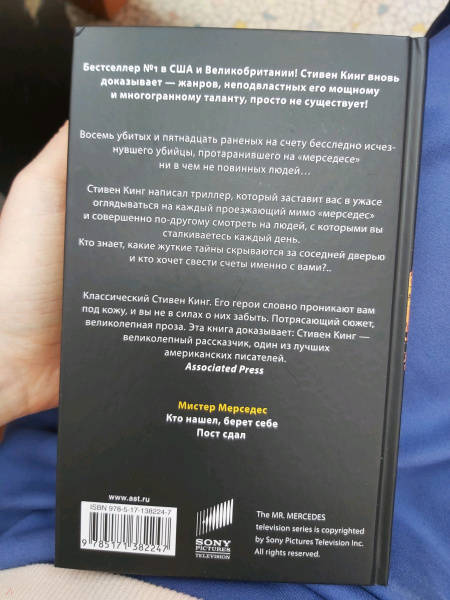 Бестселлер №1 в США и Великобритании! Стивен Кинг вновь
доказывает — жанров, неподвластных его мощному
и многогранному таланту, просто не существует!
Восемь убитых и пятнадцать раненых на счету бесследно исчез-
нувшего убийцы, протаранившего на «мерседесе»
ни в чем не повинных людей…
Стивен Кинг написал триллер, который заставит вас в ужасе
оглядываться на каждый проезжающий мимо «мерседес»
и совершенно по-другому смотреть на людей, с которыми вы
сталкиваетесь каждый день.
Кто знает, какие жуткие тайны скрываются за соседней дверью
и кто хочет свести счеты именно с вами?..
Классический Стивен Кинг. Его герои словно проникают вам
под кожу, и вы не в силах о них забыть. Потрясающий сюжет,
великолепная проза. Эта книга доказывает: Стивен Кинг —
великолепный рассказчик, один из лучших
американских писателей.
Associated Press
Мистер Мерседес
Кто нашел, берет себе
Пост сдал
www.ast.ru
ISBN 978-5-17-138224-7
9 785171 382247
SONY
PICTURES
TELEVISION
The MR. MERCEDES
television series is copyrighted
by Sony Pictures Television Inc.
All rights reserved.